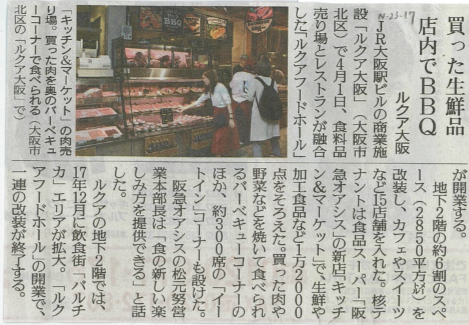 N-23-17
買った生鮮品
店内でBBQ
ルクア大阪
JR大阪駅ビルの商業施
設「ルクア大阪」(大阪市
北区)で4月1日、食料品
売り場とレストランが融合
した「ルクアフードホール」
BBQ
「キッチン&マーケット」の肉売
り場。買った肉を奥のバーベキュ
ーコーナーで食べられる(大阪市
北区の「ルクア大阪」で)
が開業する。
地下2階の約6割のスペ
ース(2850平方㍍)を
改装し、カフェやスイーツ
など15店舗を入れた。核テ
ナントは食品スーパー「阪
急オアシス」の新店「キッチ
ン&マーケット」で、生鮮や
加工食品など1万2000
点をそろえた。買った肉や
野菜などを焼いて食べられ
るバーベキューコーナーの
ほか、約300席の「イー
トイン」コーナーも設けた。
阪急オアシスの松元努営
業本部長は「食の新しい楽
しみ方を提供できる」と話
した。
ルクアの地下2階では、
17年12月に飲食街「バルチ
カ」エリアが拡大。「ルク
アフードホール」の開業で、
一連の改装が終了する。